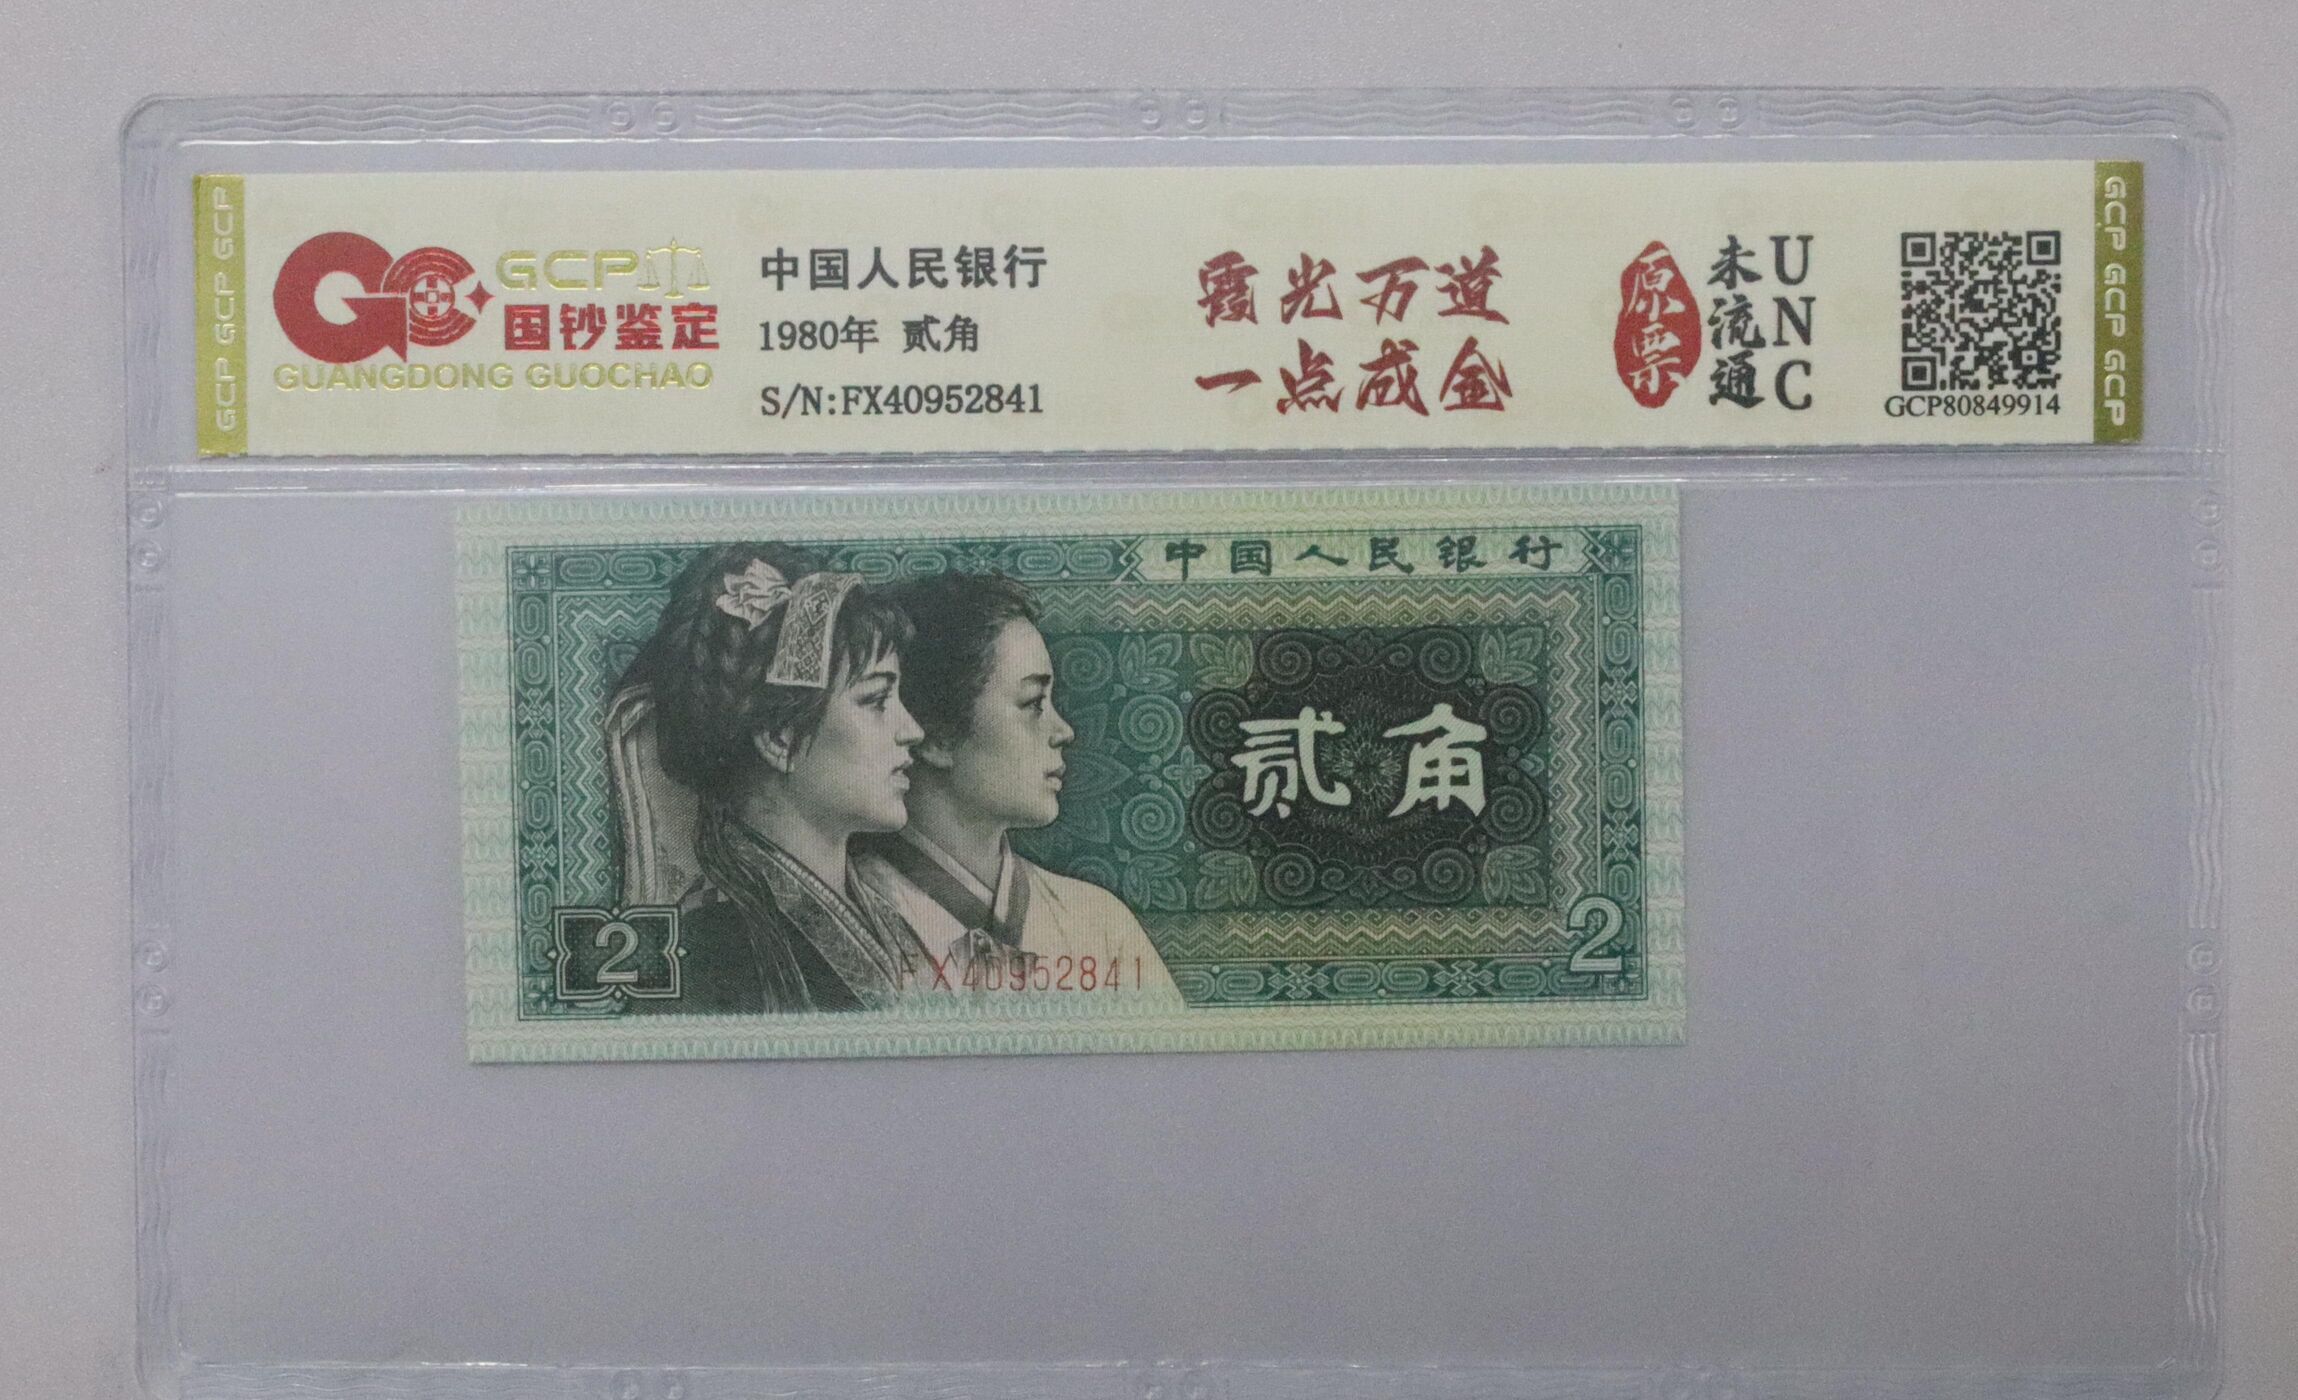 GCP GCP GCP
GCP
国钞鉴定
GUANGDONG GUOCHAO
中国人民银行
1980年 贰角
S/N:FX40952841
霞光万道
一点成金
原票
未流通
UNC
GCP80849914
GCP GCP GCP
中国人民银行
贰角
2
2
FX40952841